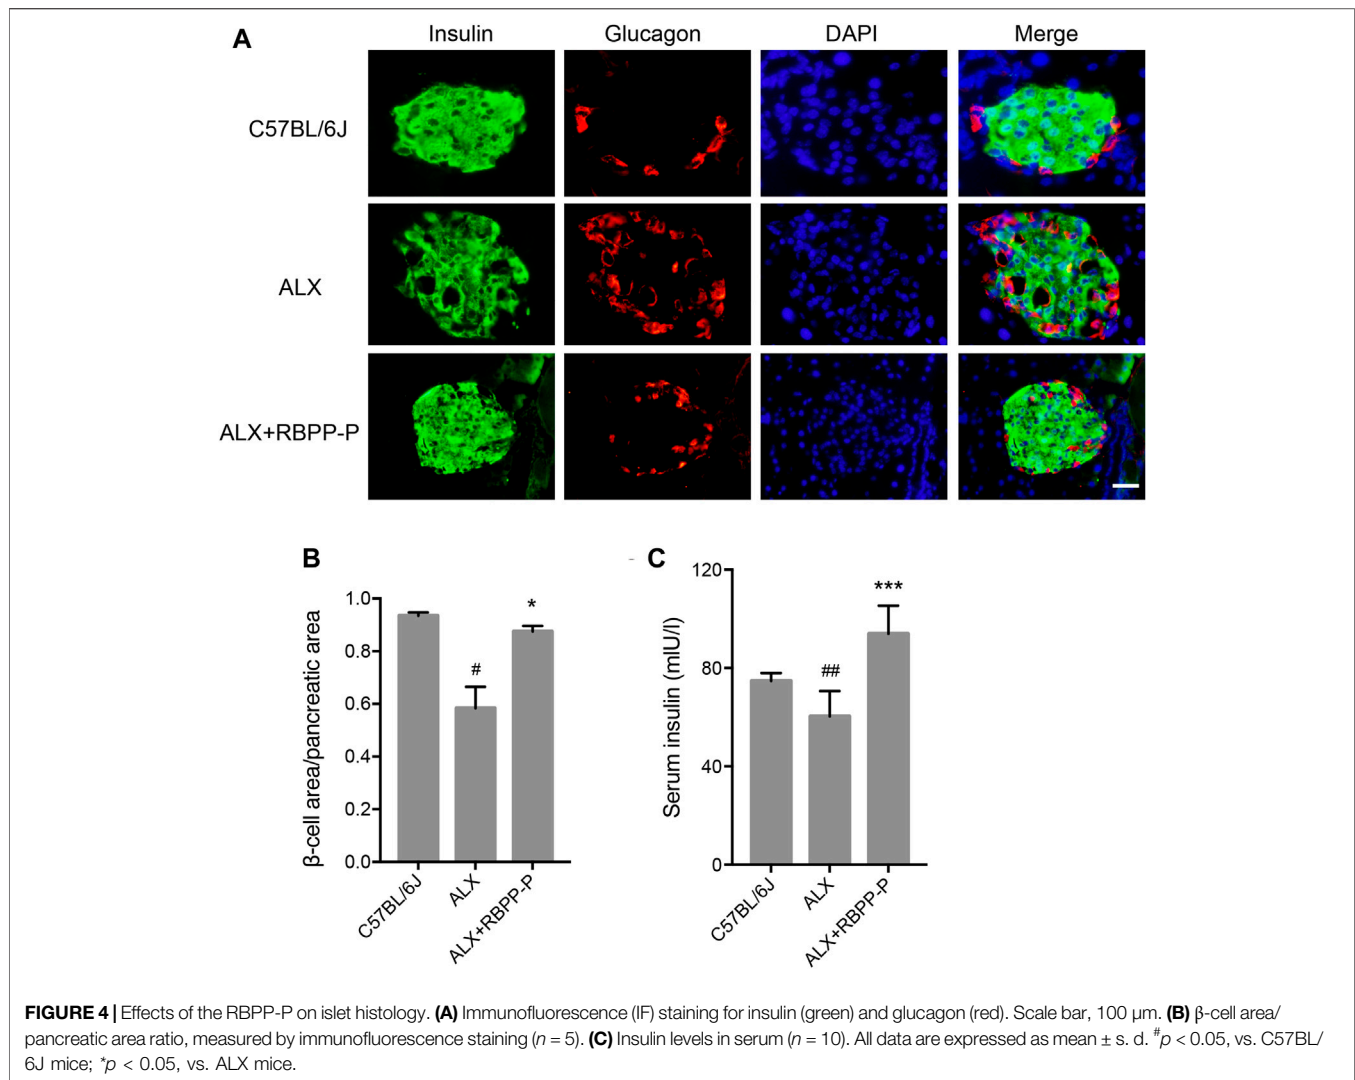 A
Insulin Glucagon DAPI Merge
C57BL/6J
ALX
ALX+RBPP-P
B
β-cell area/pancreatic area
1.0
0.8
0.6
0.4
0.2
0.0
#
*
C57BL/6J
ALX
ALX+RBPP-P
C
Serum insulin (mIU/l)
120
80
40
0
##
***
C57BL/6J
ALX
ALX+RBPP-P
FIGURE 4 | Effects of the RBPP-P on islet histology. (A) Immunofluorescence (IF) staining for insulin (green) and glucagon (red). Scale bar, 100 μm. (B) β-cell area/
pancreatic area ratio, measured by immunofluorescence staining (n = 5). (C) Insulin levels in serum (n = 10). All data are expressed as mean ± s. d. #p < 0.05, vs. C57BL/
6J mice; *p < 0.05, vs. ALX mice.